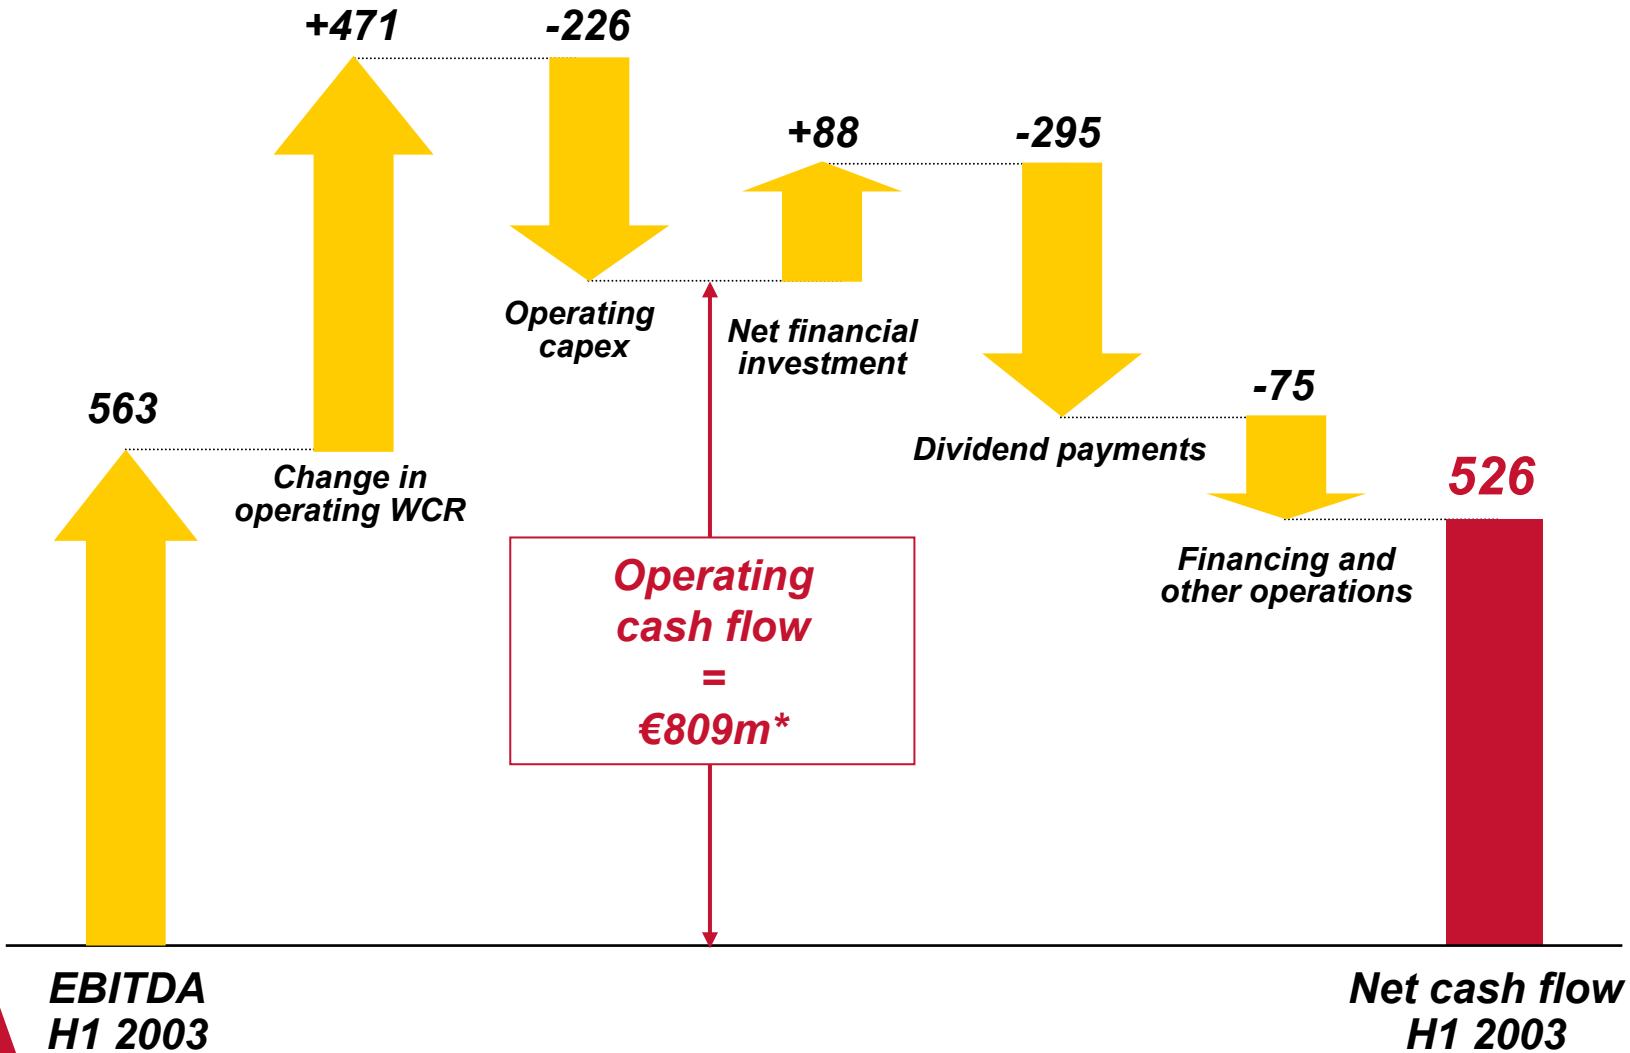 +471
-226
+88
-295
Operating
capex
Net financial
investment
563
-75
Change in
operating WCR
Dividend payments
526
Operating
cash flow
=
€809m*
Financing and
other operations
EBITDA
H1 2003
Net cash flow
H1 2003